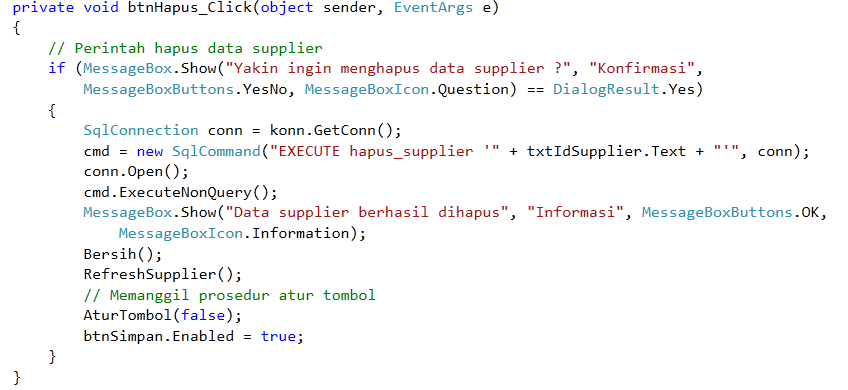 private void btnHapus_Click(object sender, EventArgs e)
{
    // Perintah hapus data supplier
    if (MessageBox.Show("Yakin ingin menghapus data supplier ?", "Konfirmasi",
        MessageBoxButtons.YesNo, MessageBoxIcon.Question) == DialogResult.Yes)
    {
        SqlConnection conn = konn.GetConn();
        cmd = new SqlCommand("EXECUTE hapus_supplier '" + txtIdSupplier.Text + "'", conn);
        conn.Open();
        cmd.ExecuteNonQuery();
        MessageBox.Show("Data supplier berhasil dihapus", "Informasi", MessageBoxButtons.OK,
            MessageBoxIcon.Information);
        Bersih();
        RefreshSupplier();
        // Memanggil prosedur atur tombol
        AturTombol(false);
        btnSimpan.Enabled = true;
    }
}